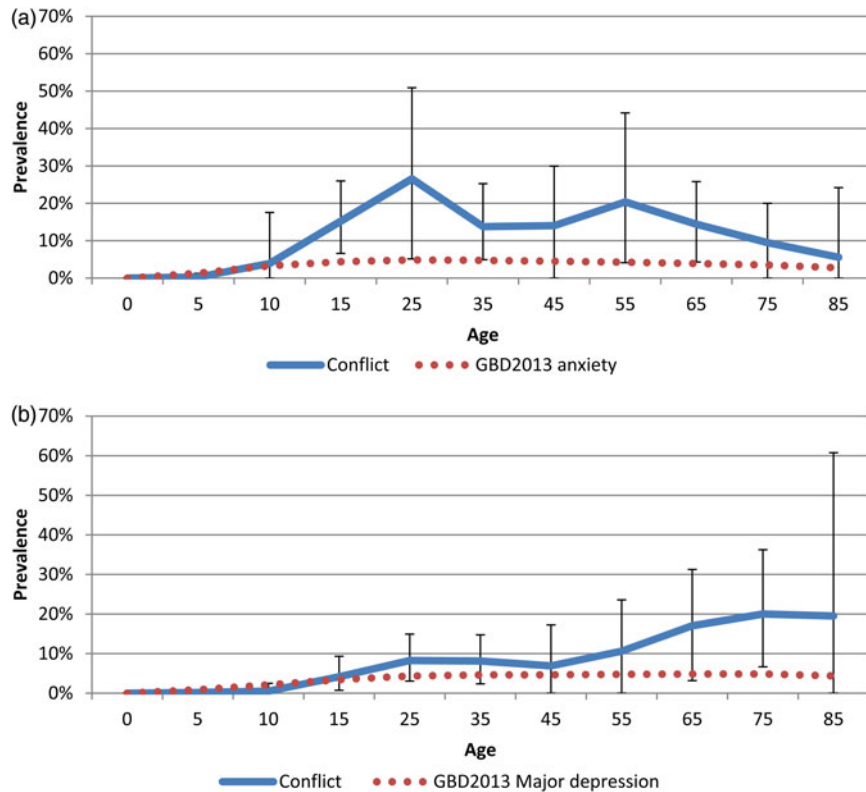 (a)
70%
60%
50%
40%
30%
20%
10%
0%
Prevalence
0 5 10 15 25 35 45 55 65 75 85
Age
Conflict GBD2013 anxiety
(b)
70%
60%
50%
40%
30%
20%
10%
0%
Prevalence
0 5 10 15 25 35 45 55 65 75 85
Age
Conflict GBD2013 Major depression